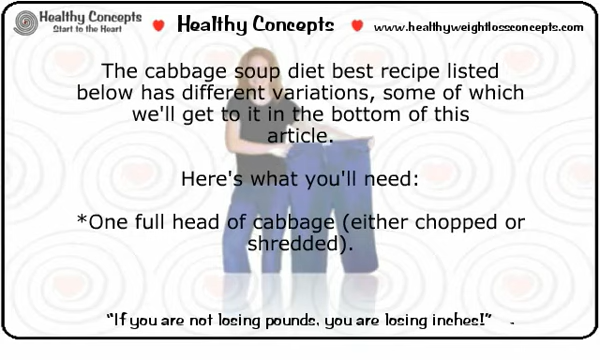 Healthy Concepts
Start to the Heart
Healthy Concepts
www.healthyweightlossconcepts.com
The cabbage soup diet best recipe listed
below has different variations, some of which
we'll get to it in the bottom of this
article.
Here's what you'll need:
*One full head of cabbage (either chopped or
shredded).
"If you are not losing pounds, you are losing inches!" -